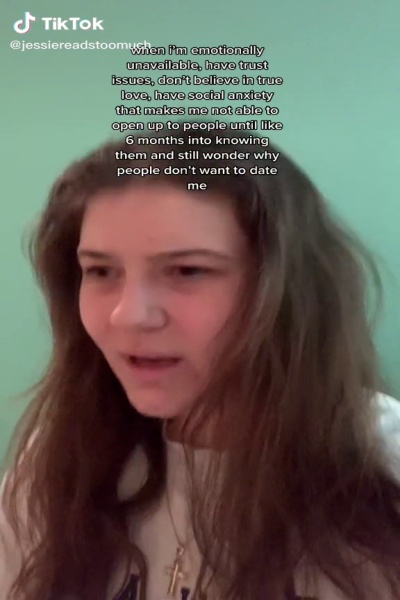 TikTok
@jessiereadstoomuch
when i'm emotionally
unavailable, have trust
issues, don't believe in true
love, have social anxiety
that makes me not able to
open up to people until like
6 months into knowing
them and still wonder why
people don't want to date
me